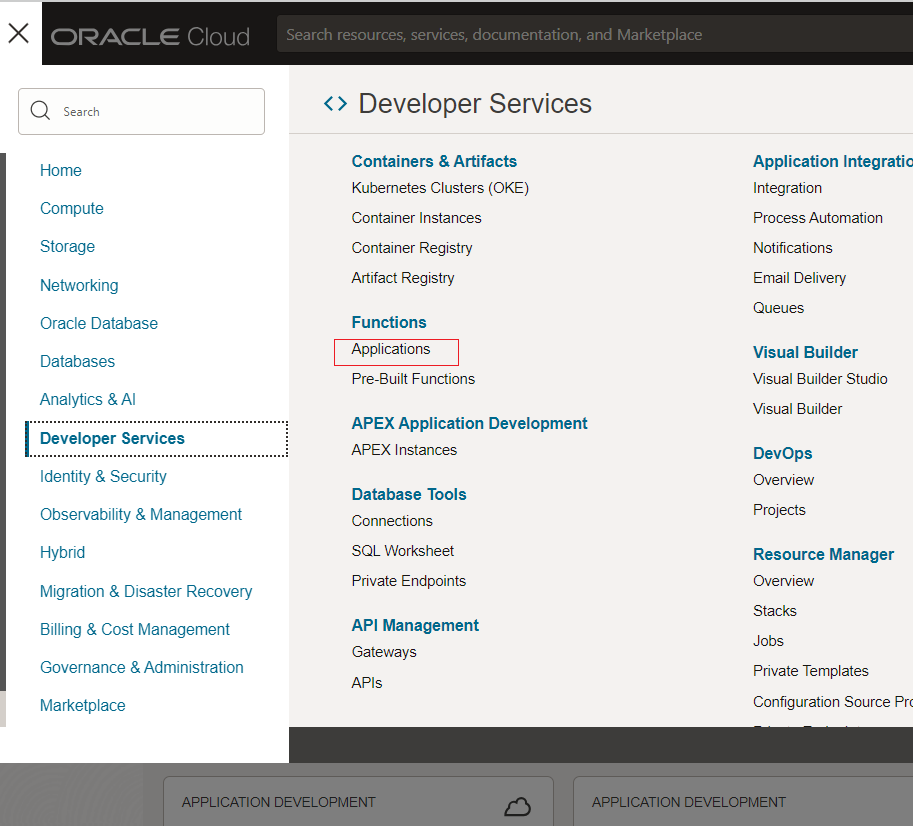 ORACLE Cloud
Search resources, services, documentation, and Marketplace
Search
Home
Compute
Storage
Networking
Oracle Database
Databases
Analytics & AI
Developer Services
Identity & Security
Observability & Management
Hybrid
Migration & Disaster Recovery
Billing & Cost Management
Governance & Administration
Marketplace
Developer Services
Containers & Artifacts
Kubernetes Clusters (OKE)
Container Instances
Container Registry
Artifact Registry
Functions
Applications
Pre-Built Functions
APEX Application Development
APEX Instances
Database Tools
Connections
SQL Worksheet
Private Endpoints
API Management
Gateways
APIs
Application Integratio
Integration
Process Automation
Notifications
Email Delivery
Queues
Visual Builder
Visual Builder Studio
Visual Builder
DevOps
Overview
Projects
Resource Manager
Overview
Stacks
Jobs
Private Templates
Configuration Source Pro
APPLICATION DEVELOPMENT
APPLICATION DEVELOPMENT